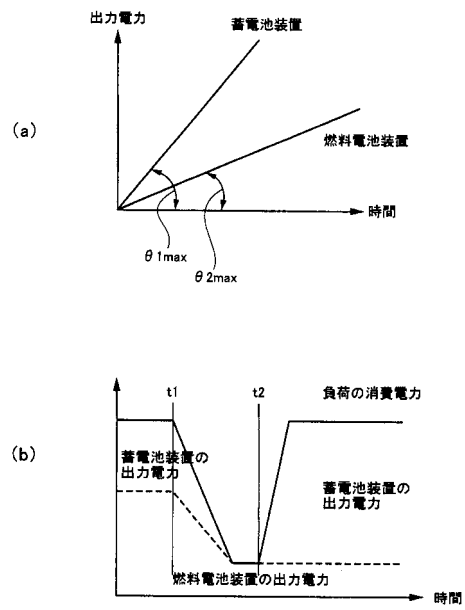 (a)
出力電力
蓄電池装置
燃料電池装置
時間
θ1max
θ2max
(b)
t1
t2
負荷の消費電力
蓄電池装置の
出力電力
蓄電池装置の
出力電力
燃料電池装置の出力電力
時間